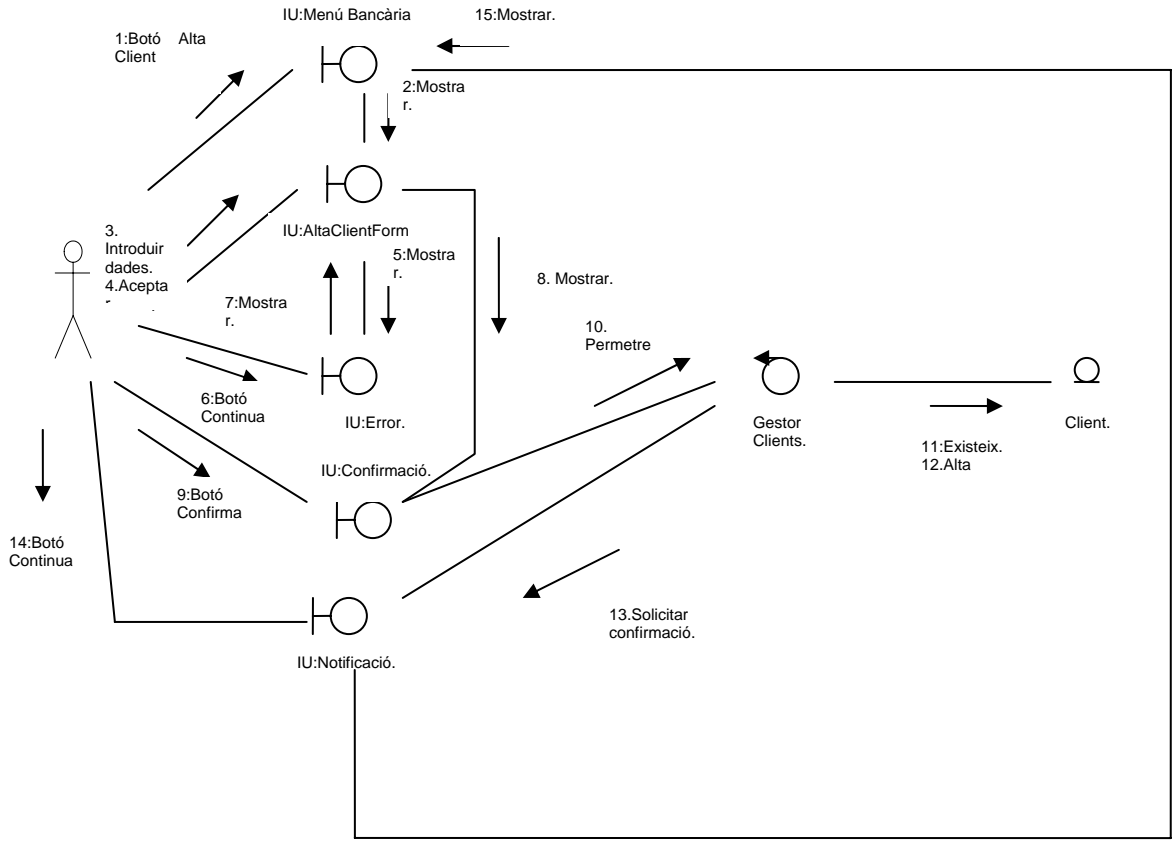 IU:Menú Bancària
15:Mostrar.
1:Botó Alta
Client
2:Mostra
r.
IU:AltaClientForm
3.
Introduir
dades.
4.Acepta
5:Mostra
r.
8. Mostrar.
7:Mostra
r.
10.
Permetre
6:Botó
Continua
IU:Error.
Gestor
Clients.
Client.
11:Existeix.
12.Alta
IU:Confirmació.
9:Botó
Confirma
14:Botó
Continua
13.Solicitar
confirmació.
IU:Notificació.